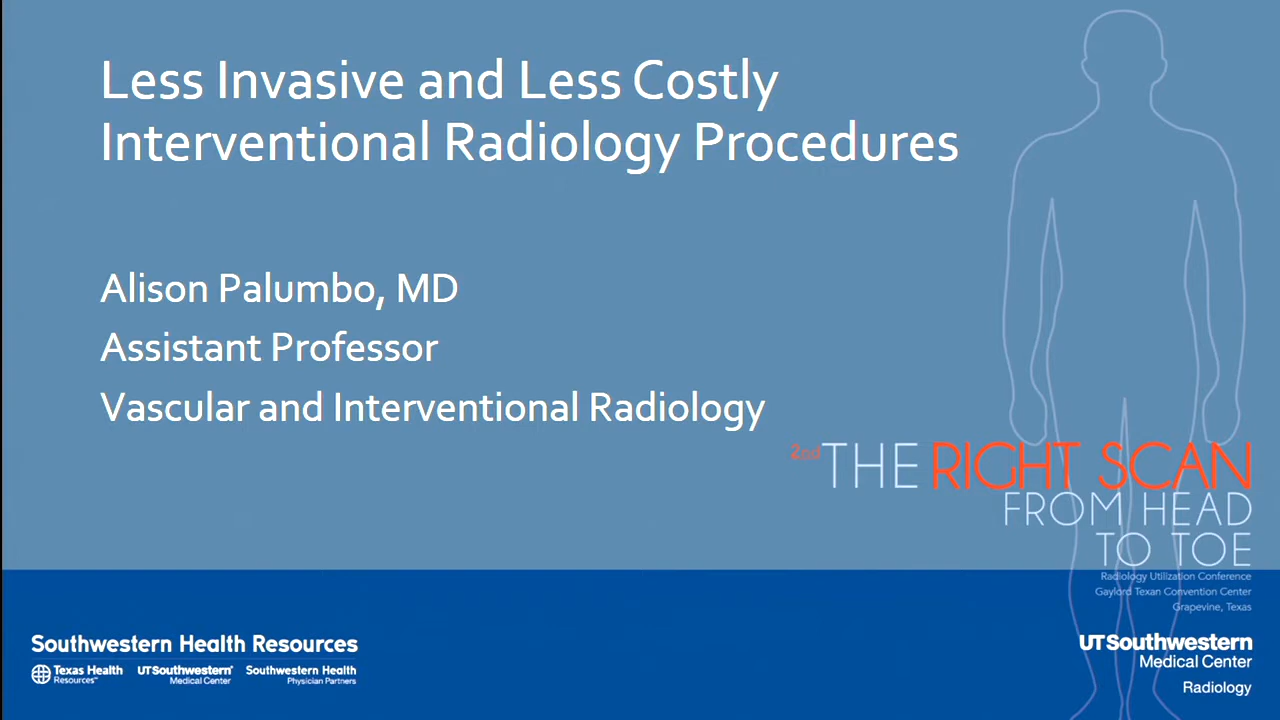 Less Invasive and Less Costly
Interventional Radiology Procedures
Alison Palumbo, MD
Assistant Professor
Vascular and Interventional Radiology
2nd THE RIGHT SCAN
FROM HEAD
TO TOE
Radiology Utilization Conference
Gaylord Texan Convention Center
Grapevine, Texas
Southwestern Health Resources
Texas Health
Resources℠
UTSouthwestern®
Medical Center
Southwestern Health
Physician Partners
UTSouthwestern
Medical Center
Radiology